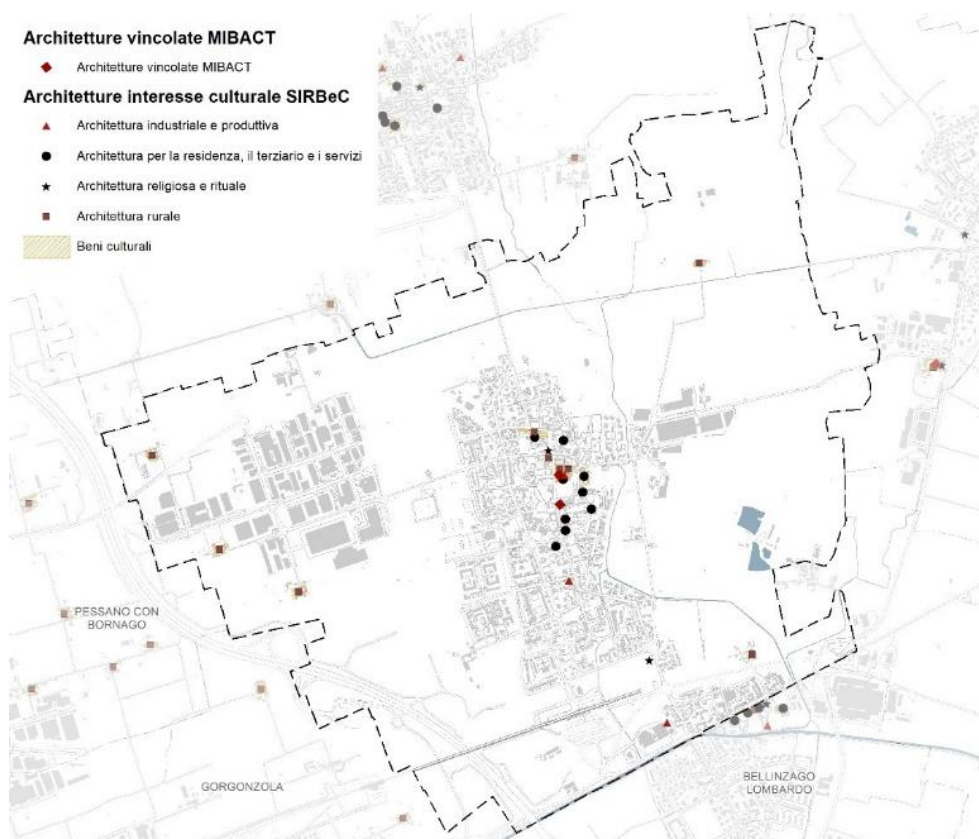 Architetture vincolate MIBACT
Architetture vincolate MIBACT
Architetture interesse culturale SIRBeC
Architettura industriale e produttiva
Architettura per la residenza, il terziario e i servizi
Architettura religiosa e rituale
Architettura rurale
Beni culturali
PESSANO CON
BORNAGO
GORGONZOLA
BELLINZAGO
LOMBARDO